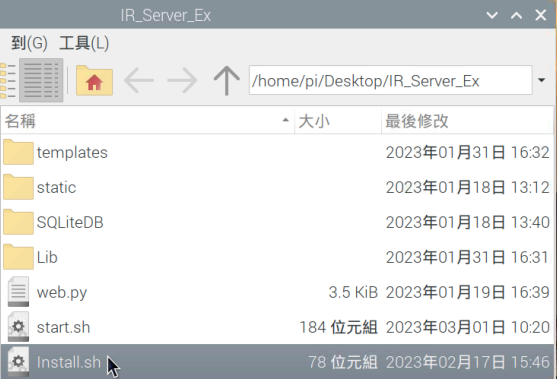 IR_Server_Ex
到(G) 工具(L)
/home/pi/Desktop/IR_Server_Ex
名稱 大小 最後修改
templates 2023年01月31日 16:32
static 2023年01月18日 13:12
SQLiteDB 2023年01月18日 13:40
Lib 2023年01月31日 16:31
web.py 3.5 KiB 2023年01月19日 16:39
start.sh 184 位元組 2023年03月01日 10:20
Install.sh 78 位元組 2023年02月17日 15:46